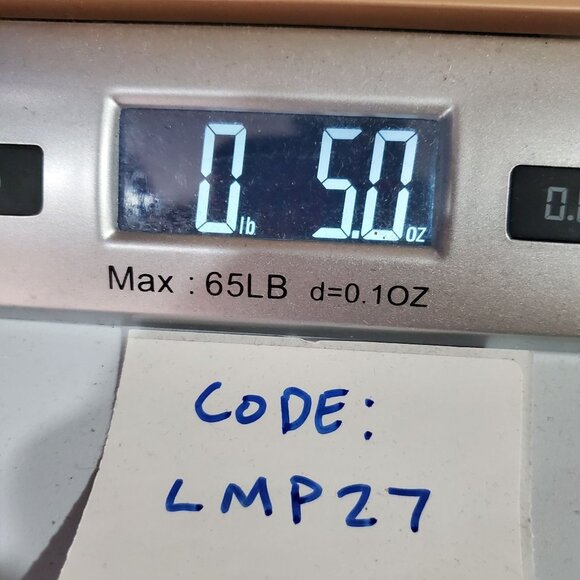 0 lb 5.0 oz
Max : 65LB d=0.1OZ
CODE:
LMP27